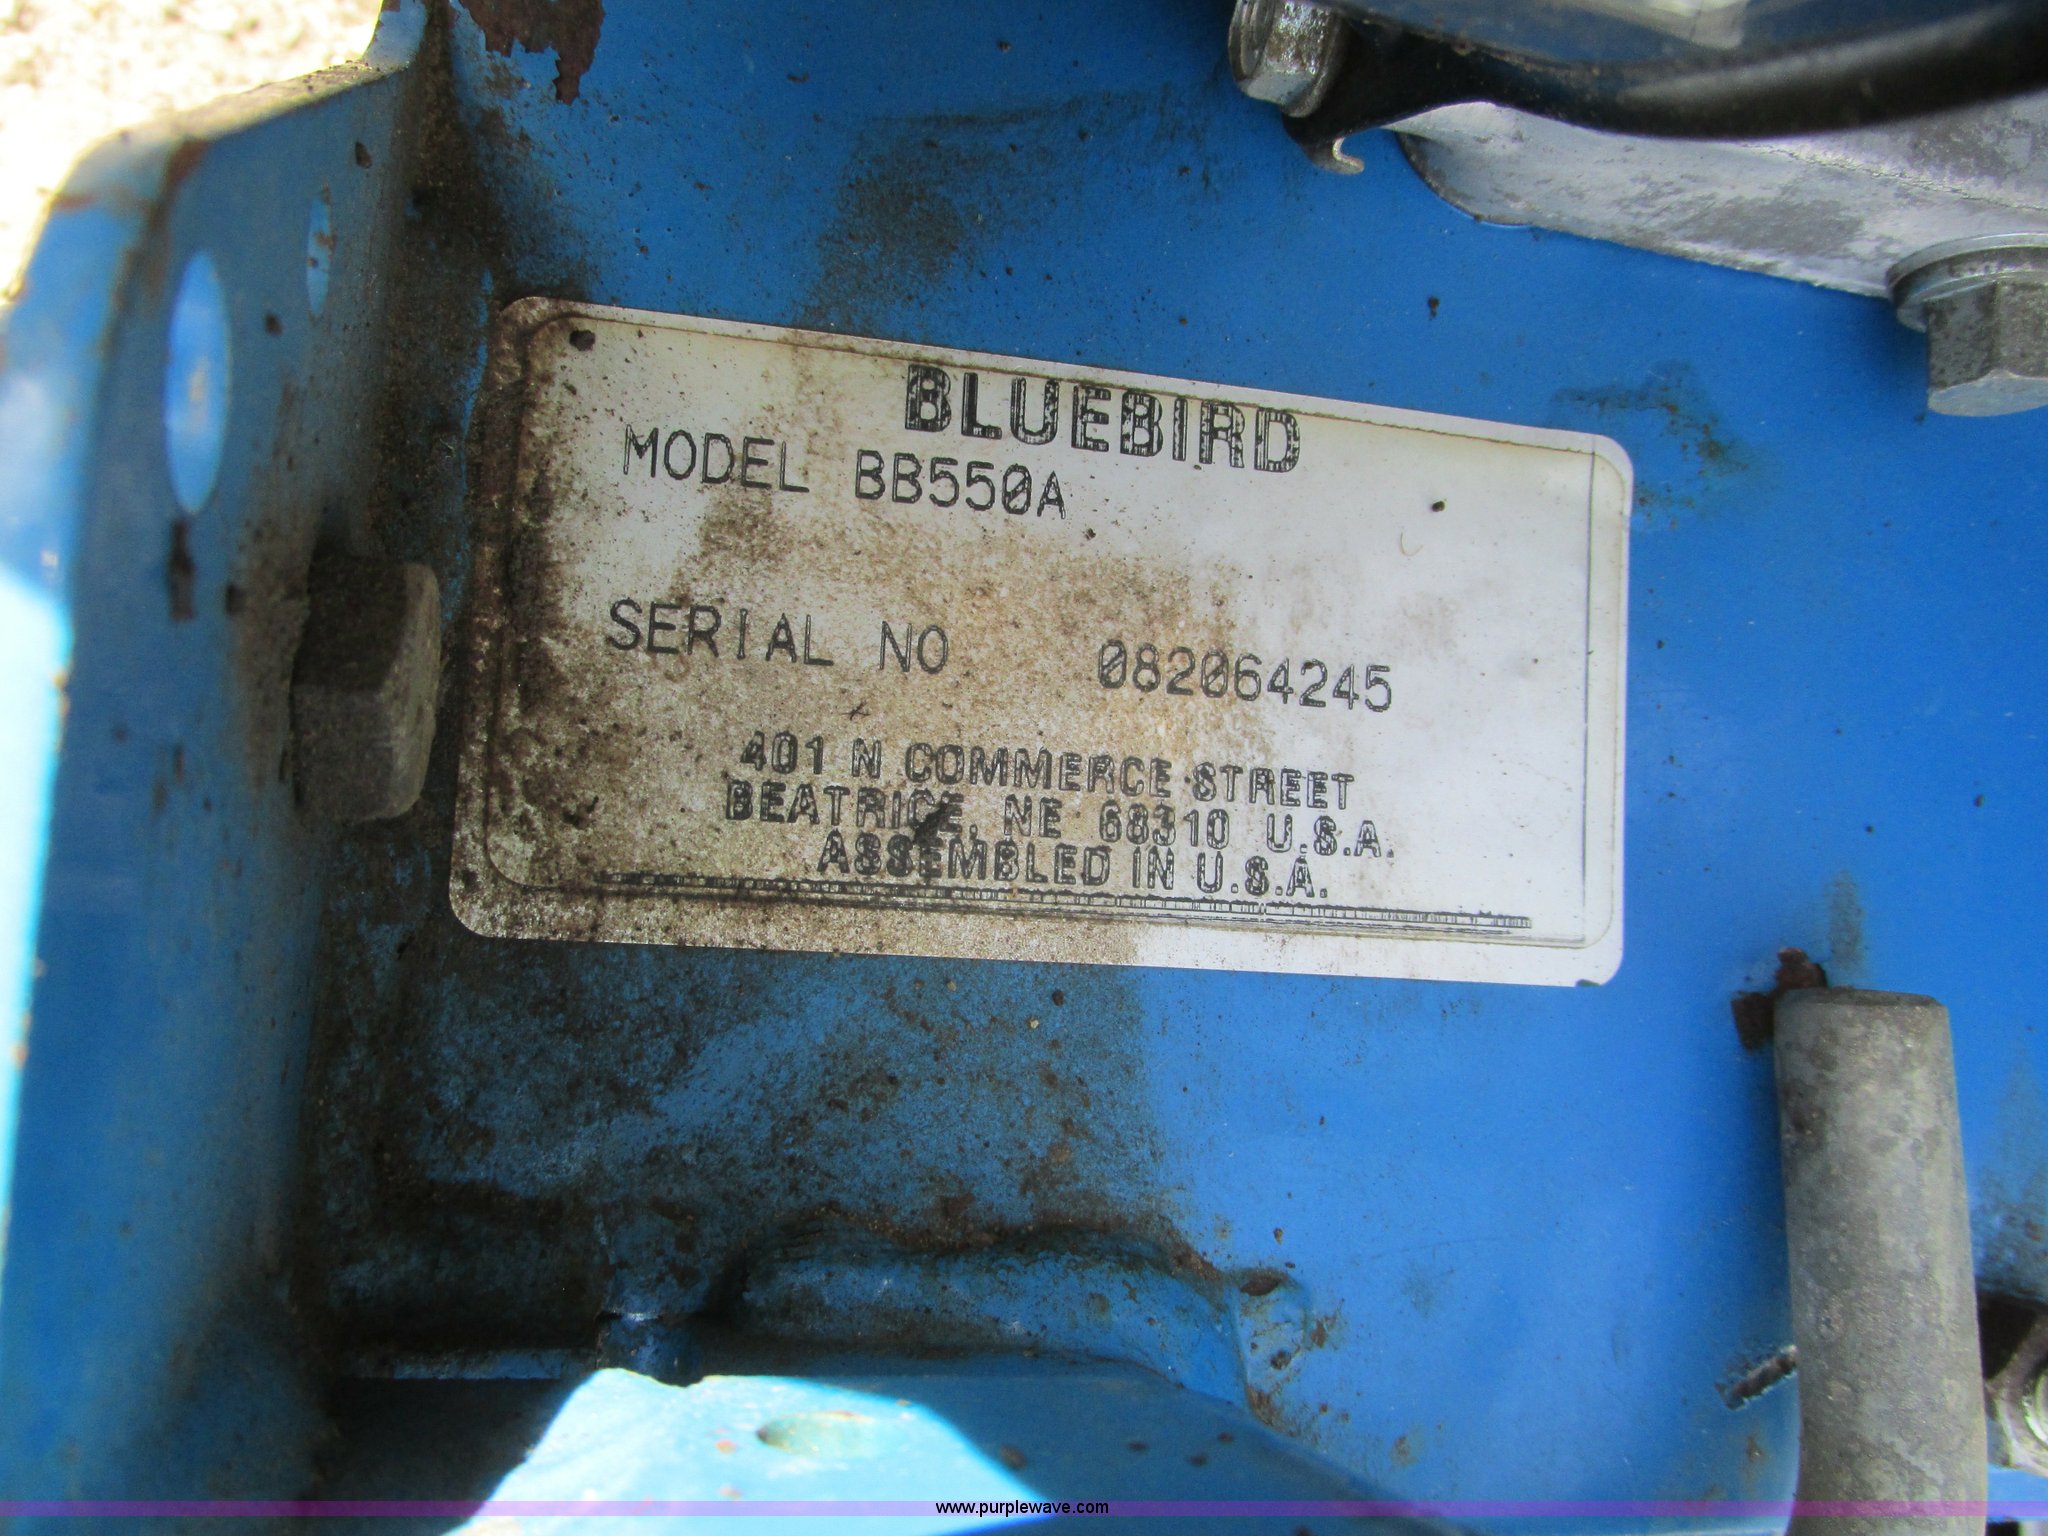 BLUEBIRD
MODEL BB550A
SERIAL NO 082064245
401 N COMMERCE STREET
BEATRICE, NE 68310 U.S.A.
ASSEMBLED IN U.S.A.
www.purplewave.com